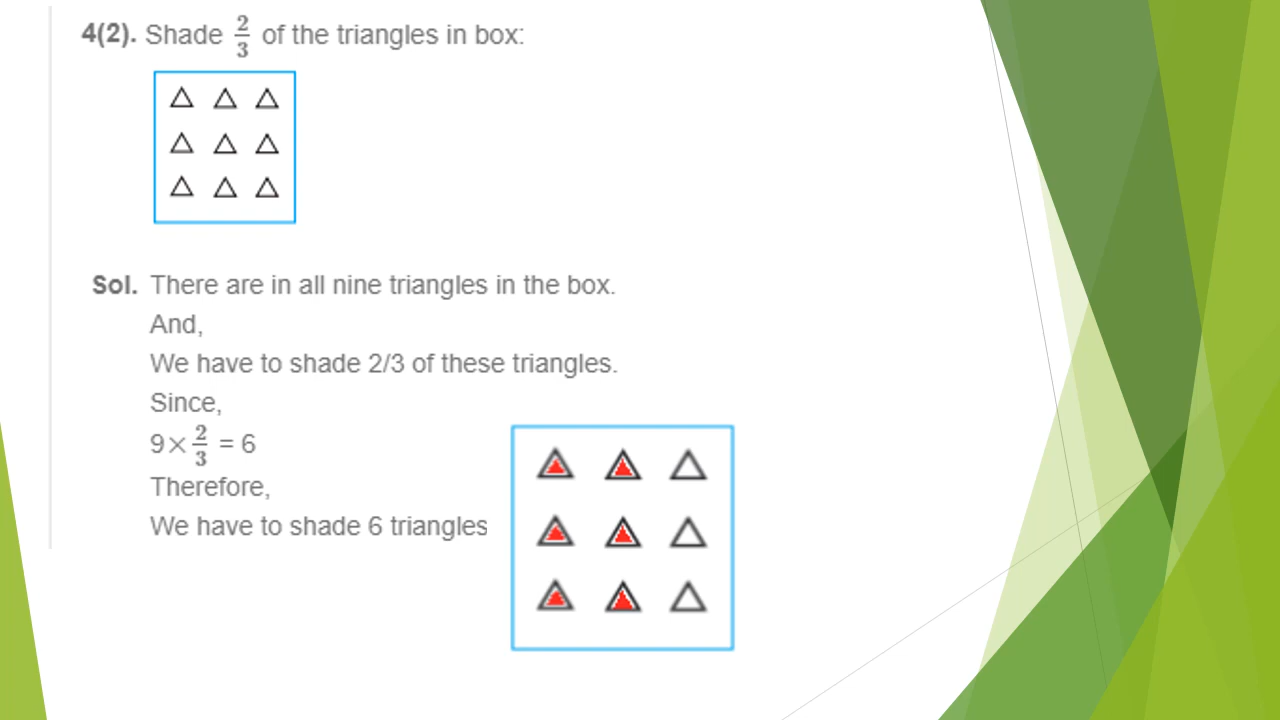 4(2). Shade 2/3 of the triangles in box:
Sol. There are in all nine triangles in the box.
And,
We have to shade 2/3 of these triangles.
Since,
9× 2/3 = 6
Therefore,
We have to shade 6 triangles